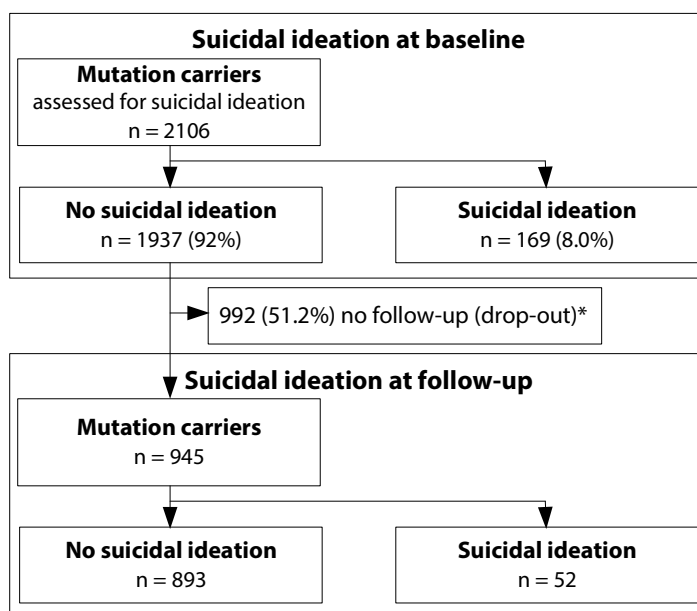 Suicidal ideation at baseline
Mutation carriers
assessed for suicidal ideation
n = 2106
No suicidal ideation
n = 1937 (92%)
Suicidal ideation
n = 169 (8.0%)
992 (51.2%) no follow-up (drop-out)*
Suicidal ideation at follow-up
Mutation carriers
n = 945
No suicidal ideation
n = 893
Suicidal ideation
n = 52